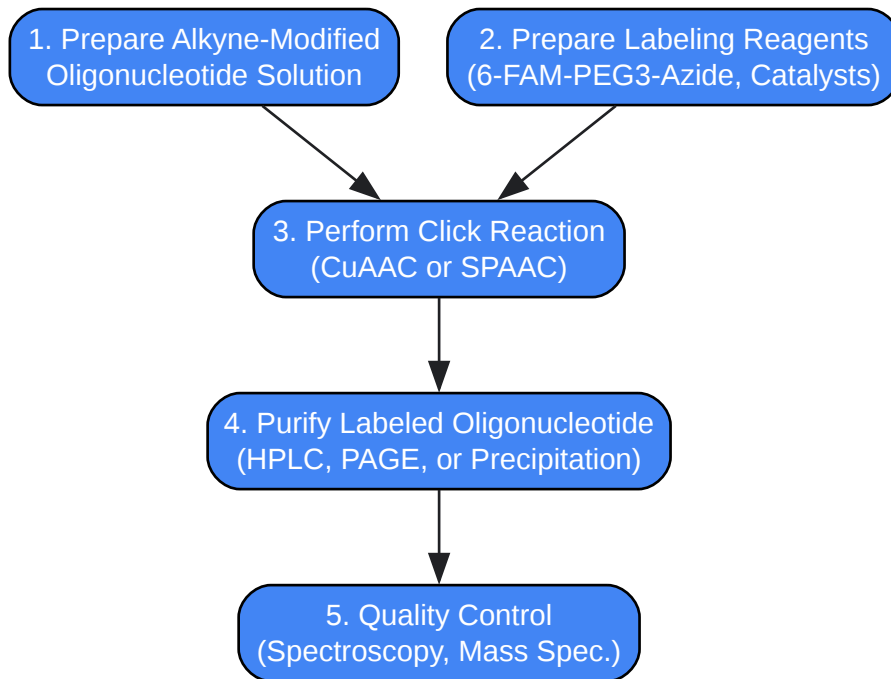 1. Prepare Alkyne-Modified
Oligonucleotide Solution
2. Prepare Labeling Reagents
(6-FAM-PEG3-Azide, Catalysts)
3. Perform Click Reaction
(CuAAC or SPAAC)
4. Purify Labeled Oligonucleotide
(HPLC, PAGE, or Precipitation)
5. Quality Control
(Spectroscopy, Mass Spec.)